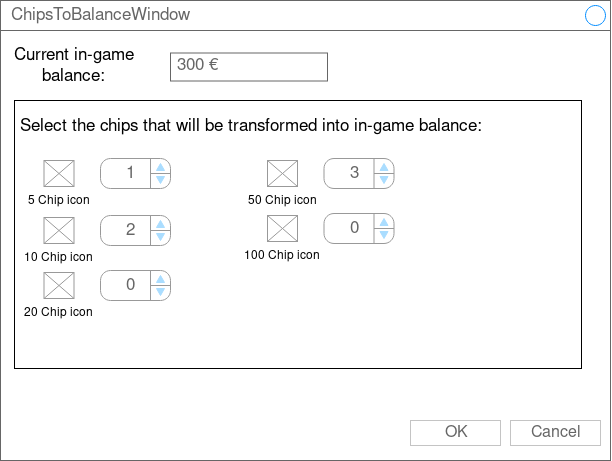 ChipsToBalanceWindow
Current in-game
balance:
300 €
Select the chips that will be transformed into in-game balance:
1
3
5 Chip icon
50 Chip icon
2
0
10 Chip icon
100 Chip icon
0
20 Chip icon
OK
Cancel